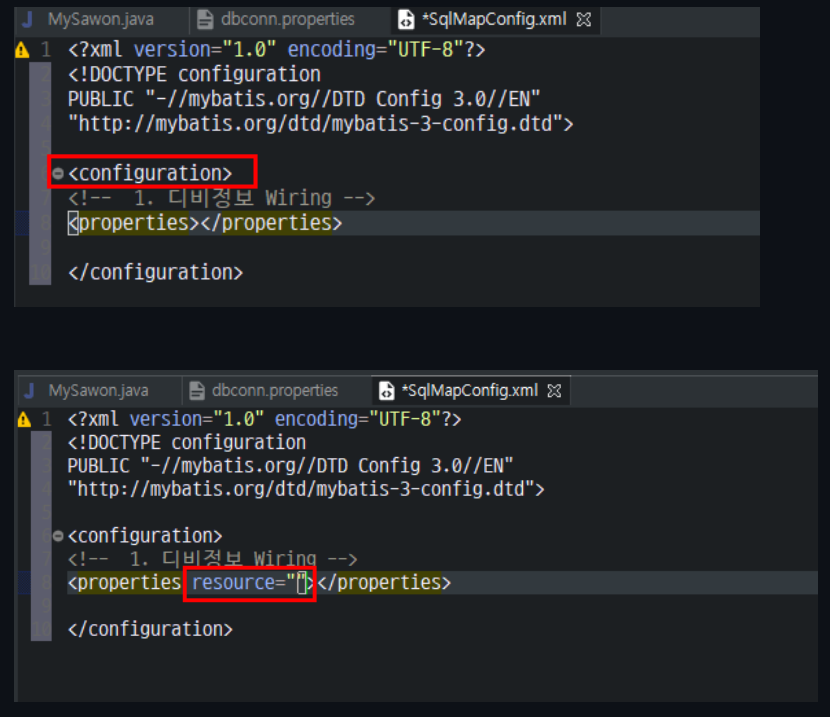 MySawon.java dbconn.properties *SqlMapConfig.xml
1 <?xml version="1.0" encoding="UTF-8"?>
<!DOCTYPE configuration
PUBLIC "-//mybatis.org//DTD Config 3.0//EN"
"http://mybatis.org/dtd/mybatis-3-config.dtd">
<configuration>
<!-- 1. 디비정보 Wiring -->
<properties></properties>
</configuration>
MySawon.java dbconn.properties *SqlMapConfig.xml
1 <?xml version="1.0" encoding="UTF-8"?>
<!DOCTYPE configuration
PUBLIC "-//mybatis.org//DTD Config 3.0//EN"
"http://mybatis.org/dtd/mybatis-3-config.dtd">
<configuration>
<!-- 1. 디비정보 Wiring -->
<properties resource=""></properties>
</configuration>